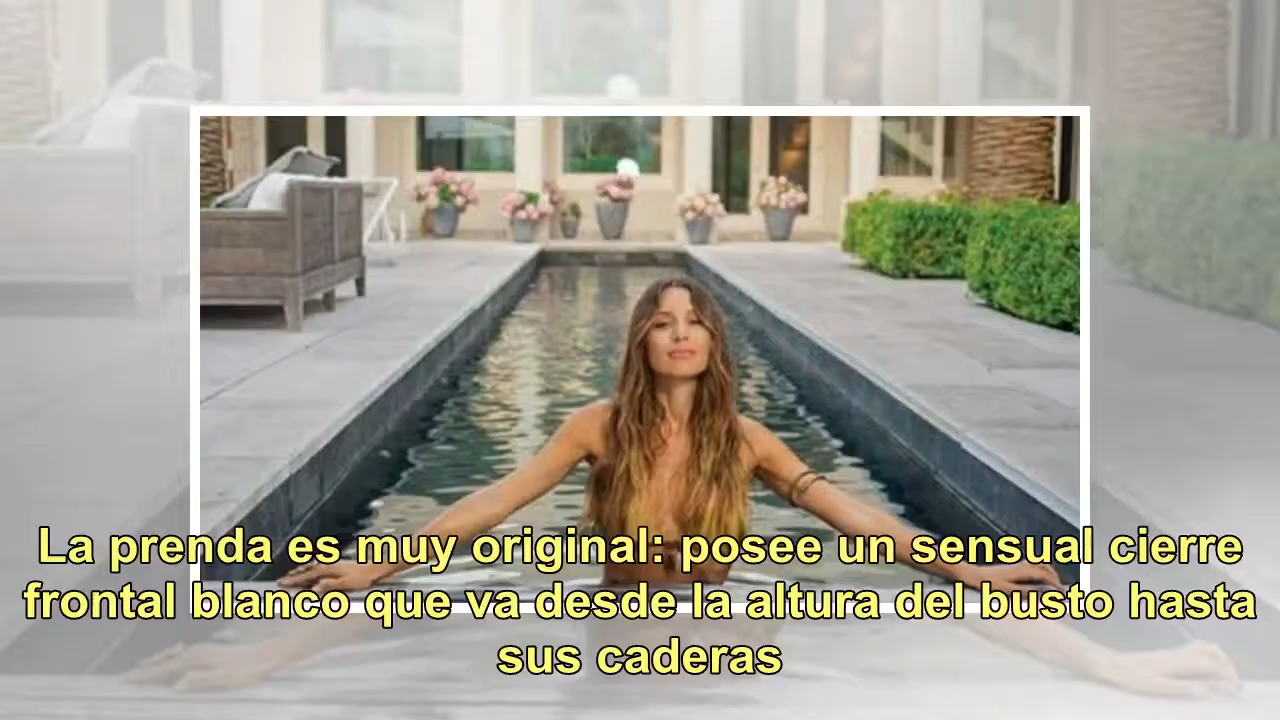 La prenda es muy original: posee un sensual cierre
frontal blanco que va desde la altura del busto hasta
sus caderas